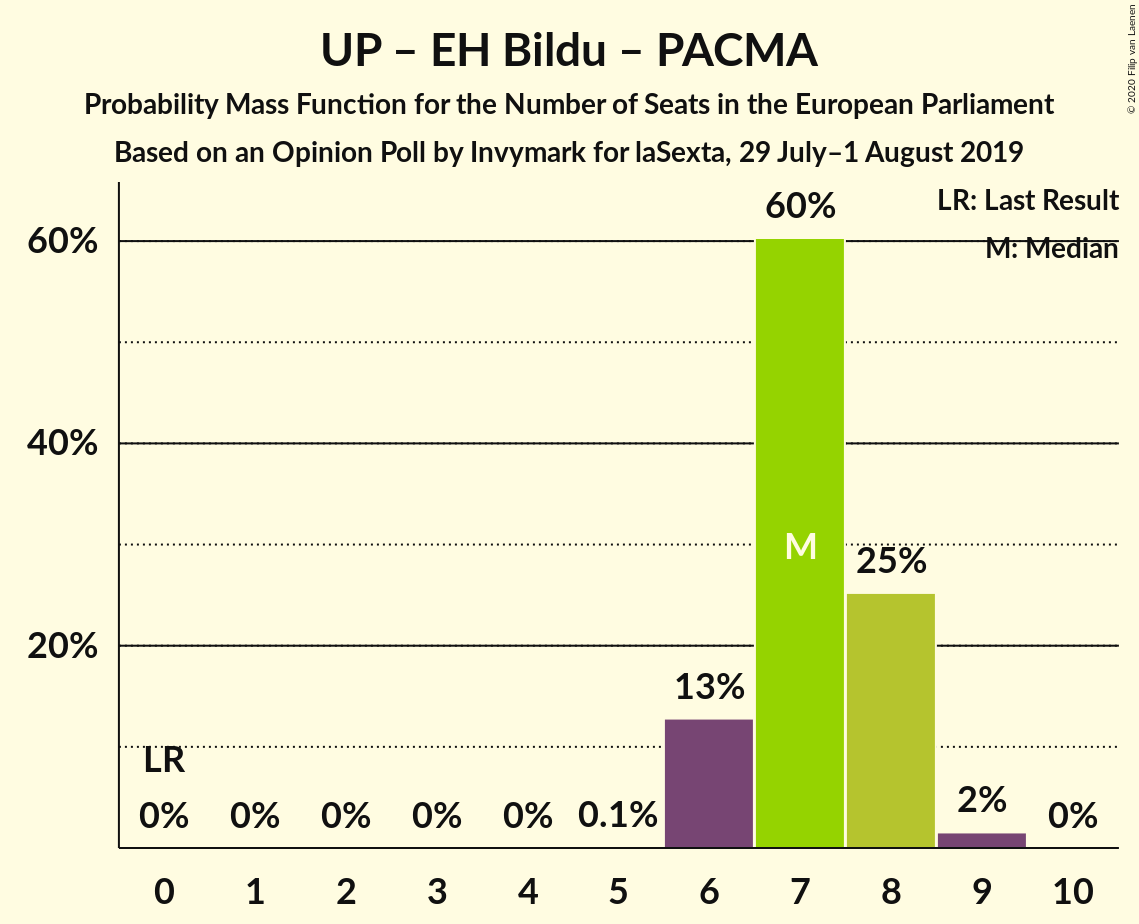 UP – EH Bildu – PACMA
Probability Mass Function for the Number of Seats in the European Parliament
Based on an Opinion Poll by Invymark for laSexta, 29 July–1 August 2019
© 2020 Filip van Laenen
LR: Last Result
M: Median
60%
40%
20%
LR
0%
0%
0%
0%
0%
0.1%
13%
60%
M
25%
2%
0%
0 1 2 3 4 5 6 7 8 9 10